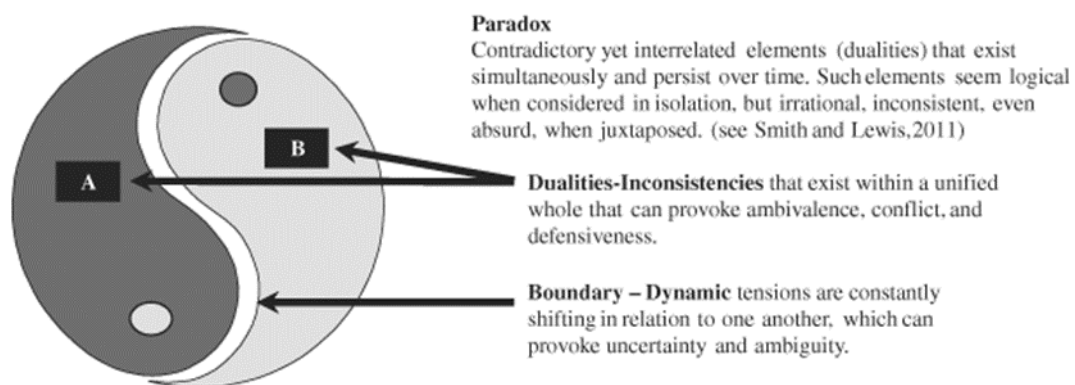 Paradox
Contradictory yet interrelated elements (dualities) that exist
simultaneously and persist over time. Such elements seem logical
when considered in isolation, but irrational, inconsistent, even
absurd, when juxtaposed. (see Smith and Lewis,2011)
B
A
Dualities-Inconsistencies that exist within a unified
whole that can provoke ambivalence, conflict, and
defensiveness.
Boundary – Dynamic tensions are constantly
shifting in relation to one another, which can
provoke uncertainty and ambiguity.